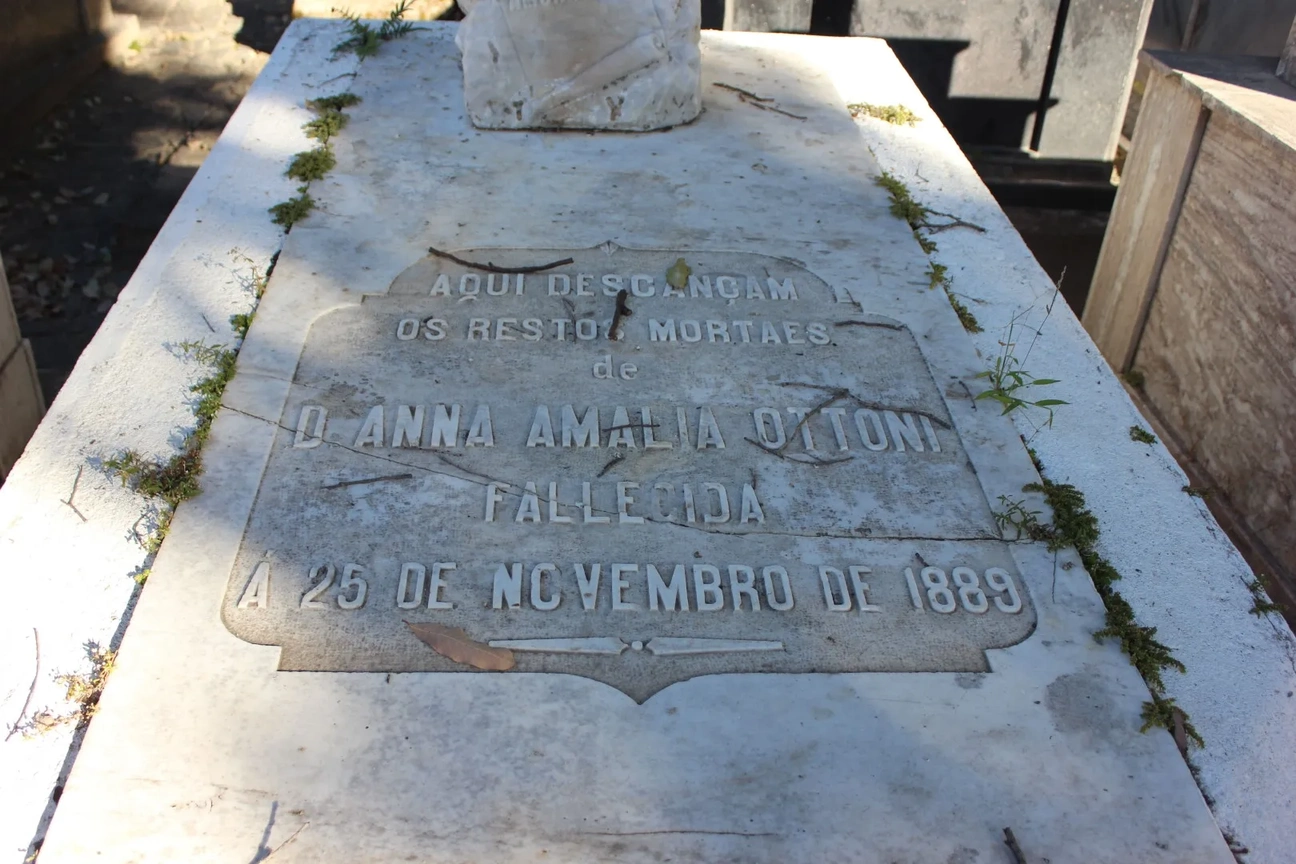 AQUI DESCANÇAM
OS RESTOS MORTAES
de
D. ANNA AMALIA OTTONI
FALLECIDA
Á 25 DE NOVEMBRO DE 1889